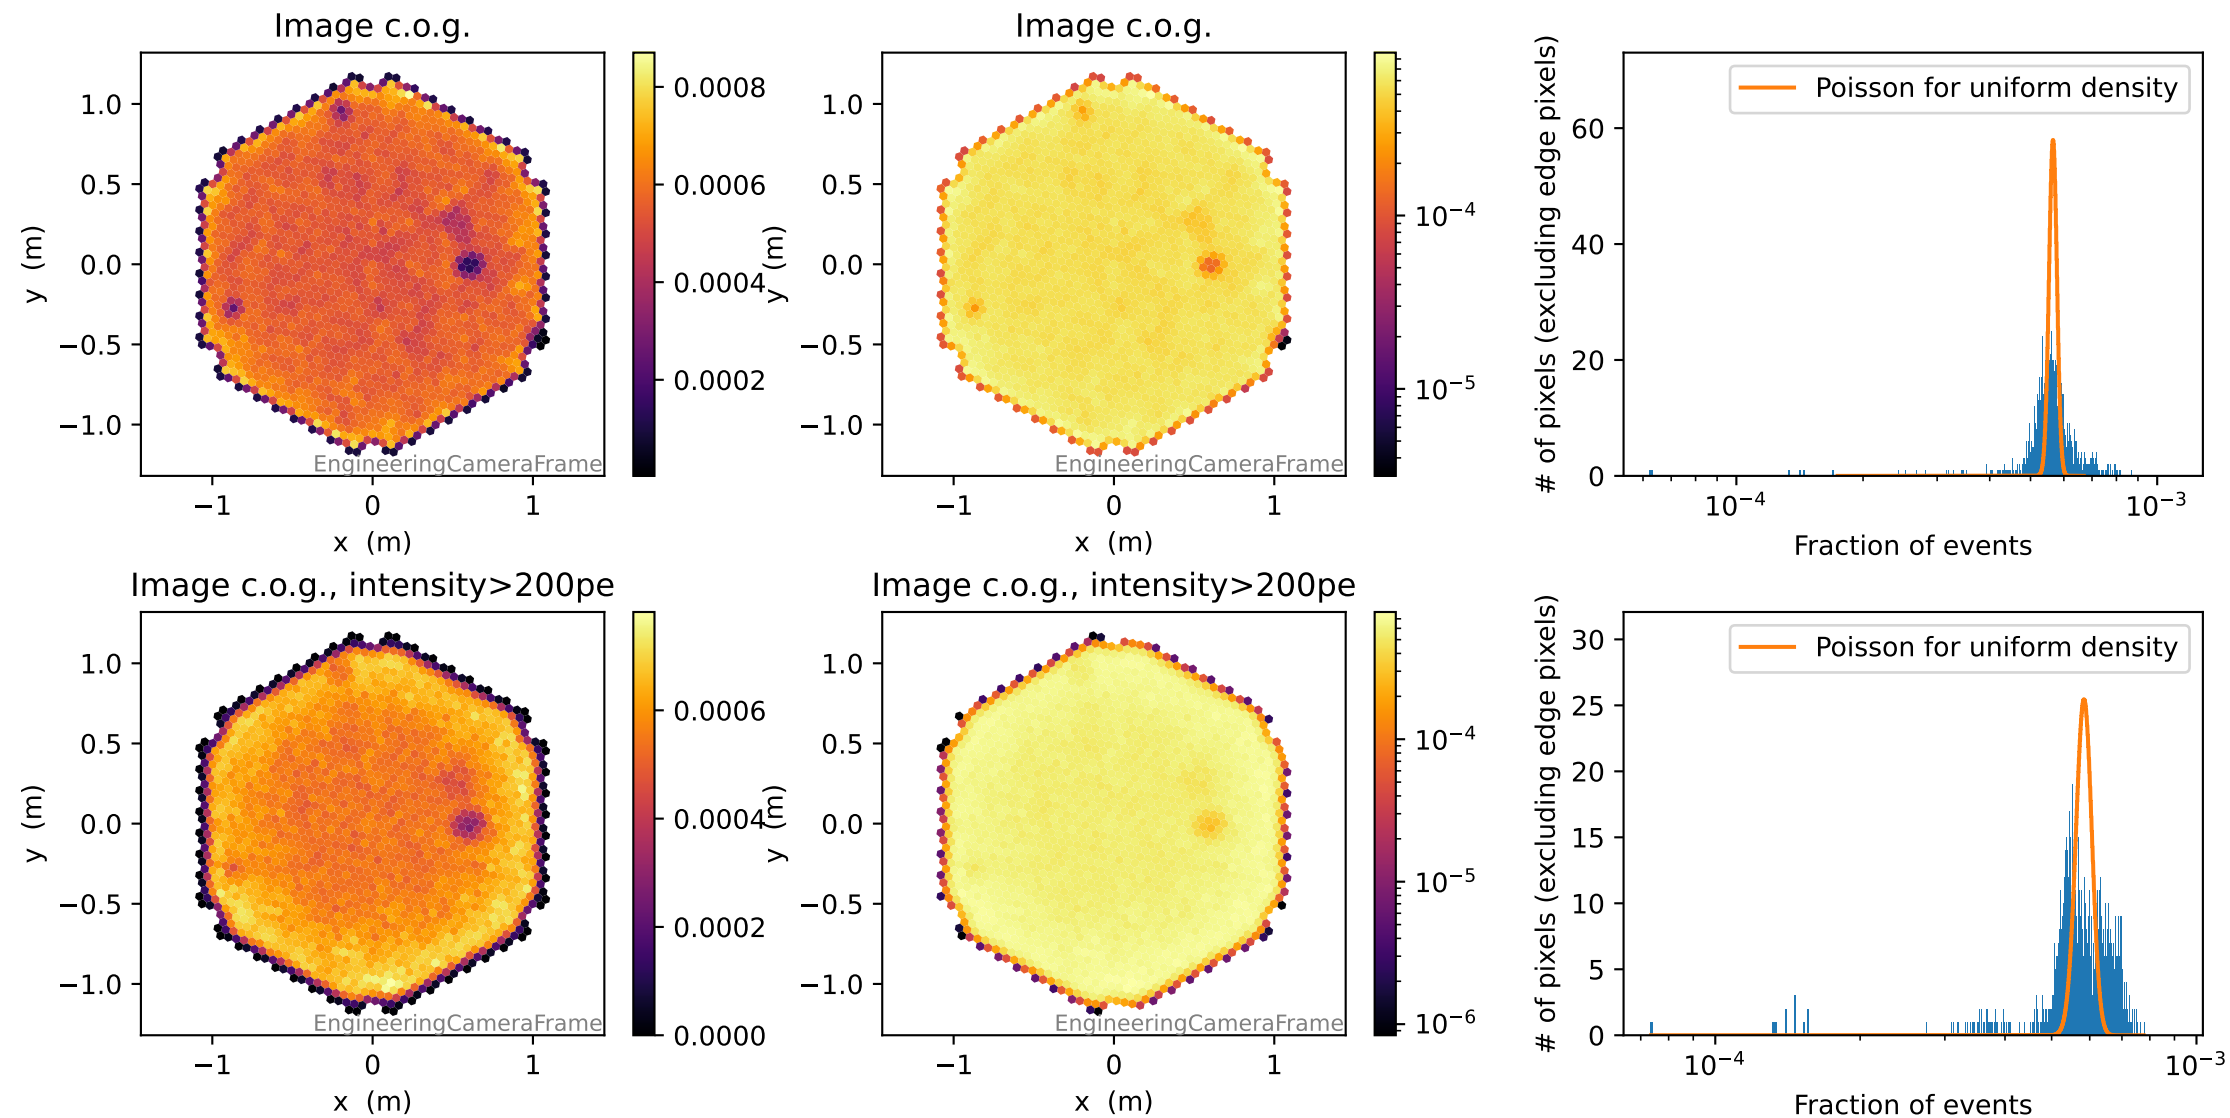 Image c.o.g.
1.0
0.5
0.0
−0.5
−1.0
y (m)
−1
0
1
x (m)
EngineeringCameraFrame
0.0008
0.0006
0.0004
0.0002
Image c.o.g.
1.0
0.5
0.0
−0.5
−1.0
y (m)
−1
0
1
x (m)
EngineeringCameraFrame
10⁻⁴
10⁻⁵
# of pixels (excluding edge pixels)
60
40
20
0
Poisson for uniform density
10⁻⁴
10⁻³
Fraction of events
Image c.o.g., intensity>200pe
1.0
0.5
0.0
−0.5
−1.0
y (m)
−1
0
1
x (m)
EngineeringCameraFrame
0.0006
0.0004
0.0002
0.0000
Image c.o.g., intensity>200pe
1.0
0.5
0.0
−0.5
−1.0
y (m)
−1
0
1
x (m)
EngineeringCameraFrame
10⁻⁴
10⁻⁵
10⁻⁶
# of pixels (excluding edge pixels)
30
25
20
15
10
5
0
Poisson for uniform density
10⁻⁴
10⁻³
Fraction of events